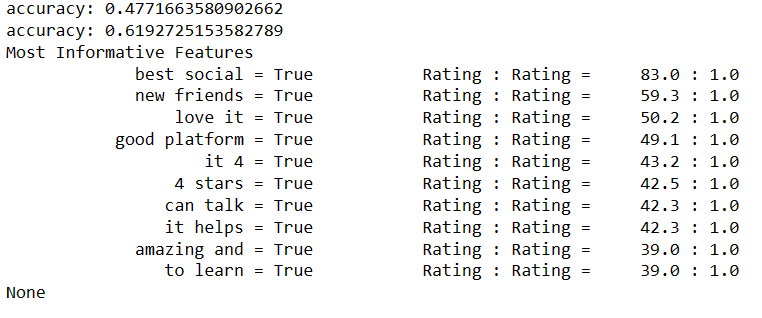 accuracy: 0.4771663580902662
accuracy: 0.6192725153582789
Most Informative Features
best social = True Rating : Rating = 83.0 : 1.0
new friends = True Rating : Rating = 59.3 : 1.0
love it = True Rating : Rating = 50.2 : 1.0
good platform = True Rating : Rating = 49.1 : 1.0
it 4 = True Rating : Rating = 43.2 : 1.0
4 stars = True Rating : Rating = 42.5 : 1.0
can talk = True Rating : Rating = 42.3 : 1.0
it helps = True Rating : Rating = 42.3 : 1.0
amazing and = True Rating : Rating = 39.0 : 1.0
to learn = True Rating : Rating = 39.0 : 1.0
None